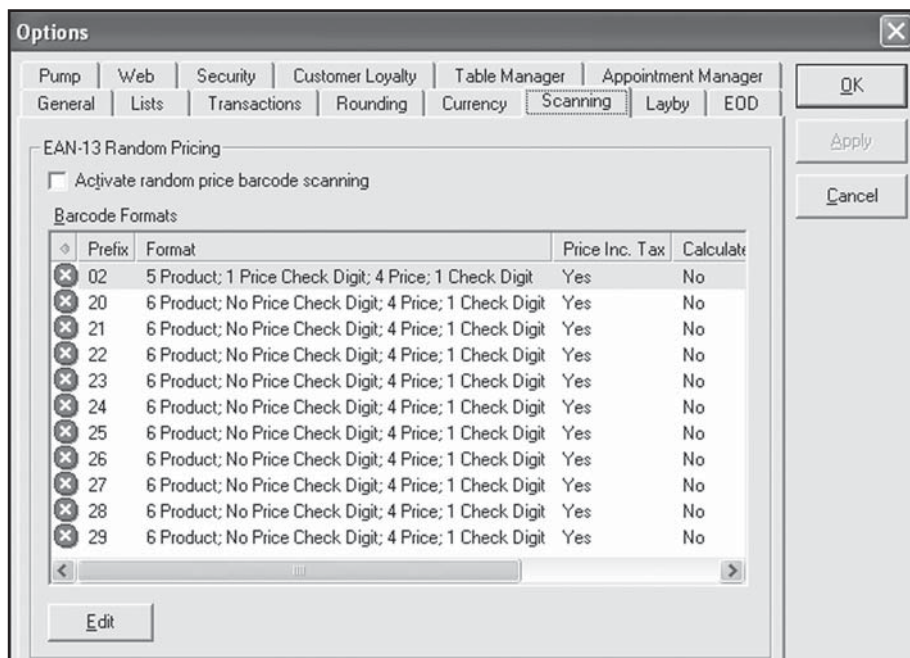 Options
Pump Web Security Customer Loyalty Table Manager Appointment Manager
General Lists Transactions Rounding Currency Scanning Layby EOD
OK
Apply
Cancel
EAN-13 Random Pricing
Activate random price barcode scanning
Barcode Formats
Prefix Format Price Inc. Tax Calculate
02 5 Product; 1 Price Check Digit; 4 Price; 1 Check Digit Yes No
20 6 Product; No Price Check Digit; 4 Price; 1 Check Digit Yes No
21 6 Product; No Price Check Digit; 4 Price; 1 Check Digit Yes No
22 6 Product; No Price Check Digit; 4 Price; 1 Check Digit Yes No
23 6 Product; No Price Check Digit; 4 Price; 1 Check Digit Yes No
24 6 Product; No Price Check Digit; 4 Price; 1 Check Digit Yes No
25 6 Product; No Price Check Digit; 4 Price; 1 Check Digit Yes No
26 6 Product; No Price Check Digit; 4 Price; 1 Check Digit Yes No
27 6 Product; No Price Check Digit; 4 Price; 1 Check Digit Yes No
28 6 Product; No Price Check Digit; 4 Price; 1 Check Digit Yes No
29 6 Product; No Price Check Digit; 4 Price; 1 Check Digit Yes No
Edit